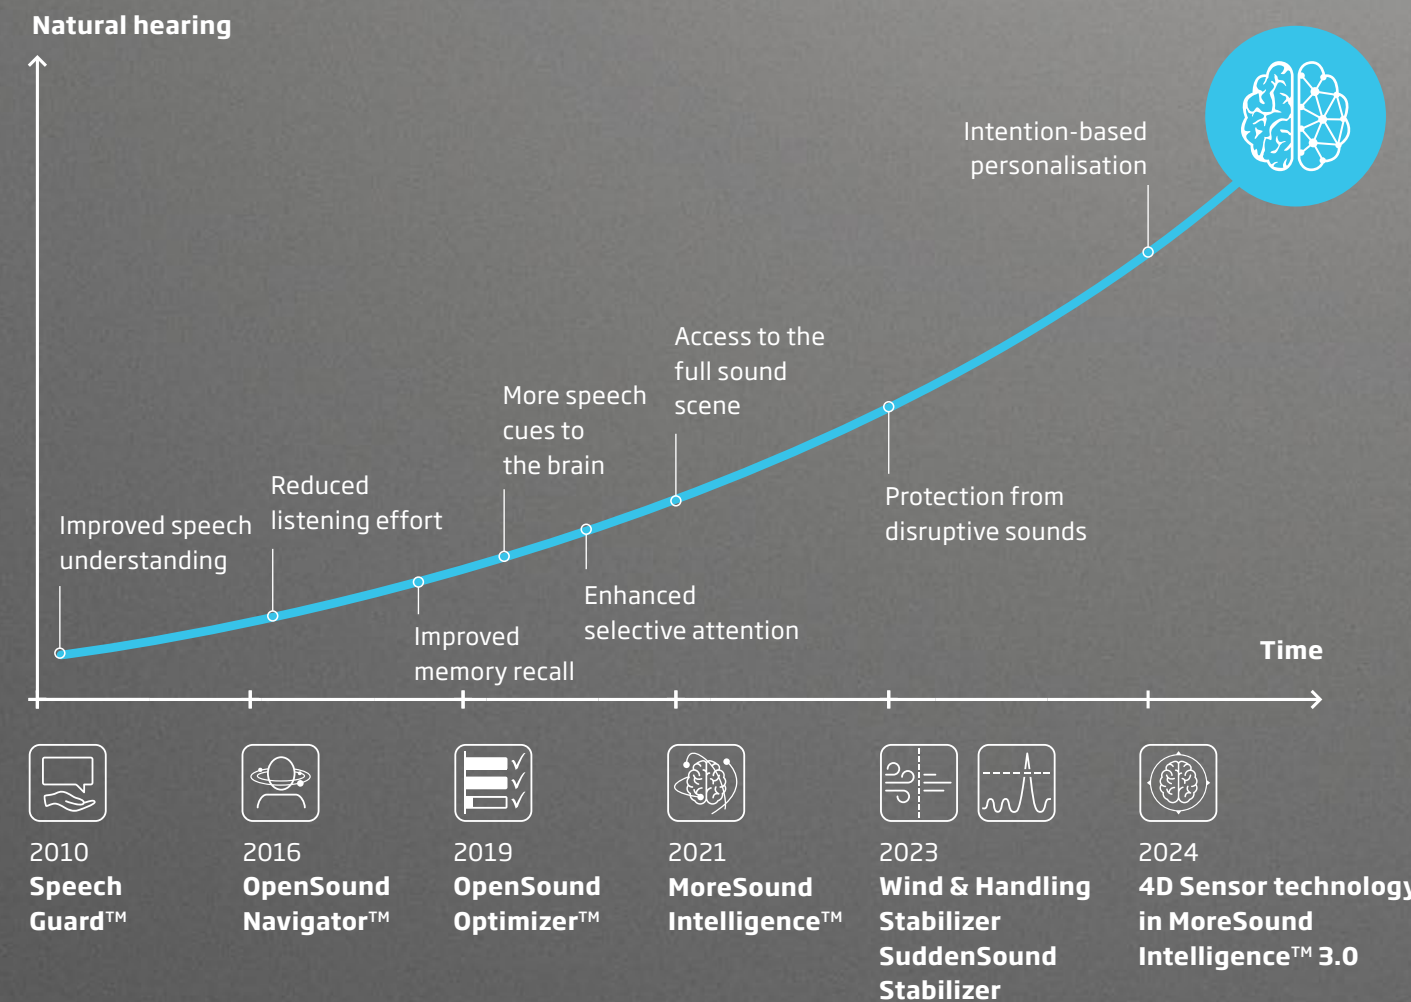 Natural hearing
Intention-based
personalisation
Access to the
full sound
scene
More speech
cues to
the brain
Reduced
listening effort
Improved speech
understanding
Protection from
disruptive sounds
Enhanced
selective attention
Improved
memory recall
Time
2010
Speech
Guard™
2016
OpenSound
Navigator™
2019
OpenSound
Optimizer™
2021
MoreSound
Intelligence™
2023
Wind & Handling
Stabilizer
SuddenSound
Stabilizer
2024
4D Sensor technology
in MoreSound
Intelligence™ 3.0